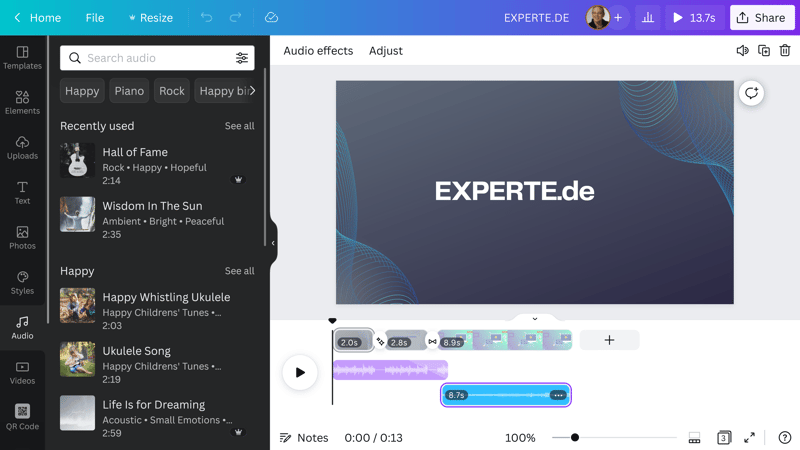 Home File Resize EXPERTE.DE + 13.7s Share
Templates
Elements
Uploads
Text
Photos
Styles
Audio
Videos
QR Code
Search audio
Happy Piano Rock Happy bir
Recently used See all
Hall of Fame
Rock • Happy • Hopeful
2:14
Wisdom In The Sun
Ambient • Bright • Peaceful
2:35
Happy See all
Happy Whistling Ukulele
Happy Childrens' Tunes •...
2:03
Ukulele Song
Happy Childrens' Tunes •...
2:19
Life Is for Dreaming
Acoustic • Small Emotions •...
2:59
Audio effects Adjust
EXPERTE.de
2.0s 2.8s 8.9s +
8.7s
Notes 0:00 / 0:13 100% 3 ?